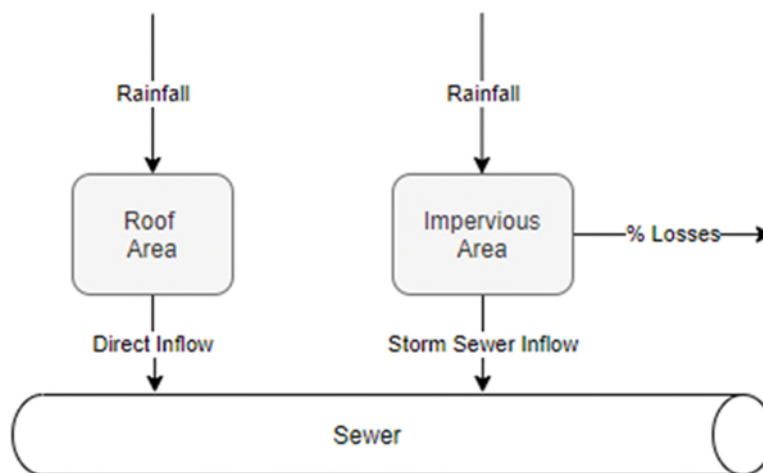 Rainfall
Rainfall
Roof
Area
Impervious
Area
% Losses
Direct Inflow
Storm Sewer Inflow
Sewer